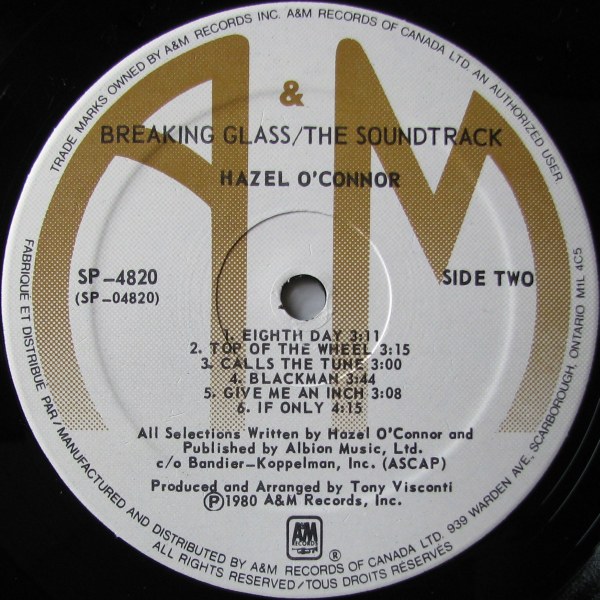 TRADE MARKS OWNED BY A&M RECORDS INC. A&M RECORDS OF CANADA LTD. AN AUTHORIZED USER
&
BREAKING GLASS/THE SOUNDTRACK
HAZEL O'CONNOR
SP-4820
(SP-04820)
SIDE TWO
1. EIGHTH DAY 3:11
2. TOP OF THE WHEEL 3:15
3. CALLS THE TUNE 3:00
4. BLACKMAN 3:44
5. GIVE ME AN INCH 3:08
6. IF ONLY 4:15
All Selections Written by Hazel O'Connor and
Published by Albion Music, Ltd.
c/o Bandier-Koppelman, Inc. (ASCAP)
Produced and Arranged by Tony Visconti
Ⓟ1980 A&M Records, Inc.
A&M
RECORDS
®
FABRIQUÉ ET DISTRIBUÉ PAR/MANUFACTURED AND DISTRIBUTED BY A&M RECORDS OF CANADA LTD. 939 WARDEN AVE, SCARBOROUGH, ONTARIO M1L 4C5
ALL RIGHTS RESERVED/TOUS DROITS RÉSERVÉS